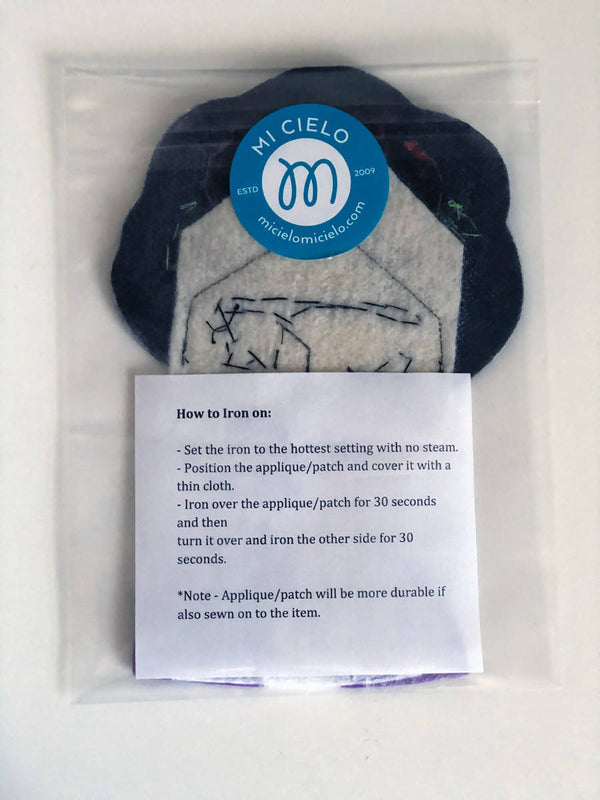 MI CIELO
ESTD 2009
micielomicielo.com
How to Iron on:
- Set the iron to the hottest setting with no steam.
- Position the applique/patch and cover it with a
thin cloth.
- Iron over the applique/patch for 30 seconds
and then
turn it over and iron the other side for 30
seconds.
*Note - Applique/patch will be more durable if
also sewn on to the item.